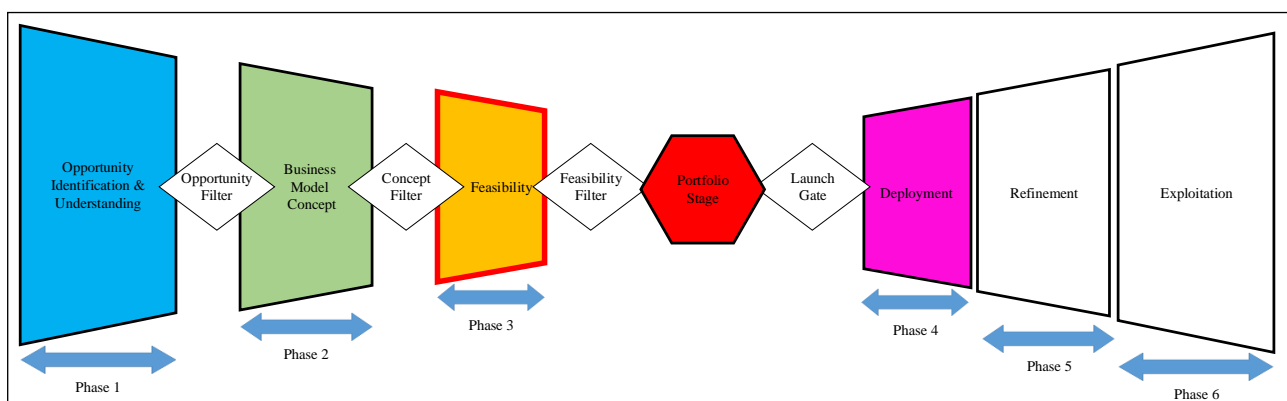 Opportunity
Identification &
Understanding
Opportunity
Filter
Business
Model
Concept
Concept
Filter
Feasibility
Feasibility
Filter
Portfolio
Stage
Launch
Gate
Deployment
Refinement
Exploitation
Phase 1
Phase 2
Phase 3
Phase 4
Phase 5
Phase 6